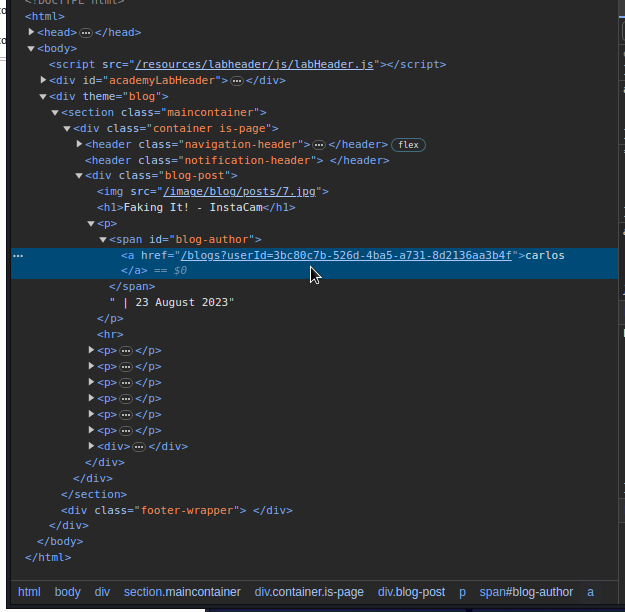 <!DOCTYPE html>
<html>
<head> ••• </head>
<body>
<script src="/resources/labheader/js/labHeader.js"></script>
<div id="academyLabHeader"> ••• </div>
<div theme="blog">
<section class="maincontainer">
<div class="container is-page">
<header class="navigation-header"> ••• </header> flex
<header class="notification-header"> </header>
<div class="blog-post">
<img src="/image/blog/posts/7.jpg">
<h1>Faking It! - InstaCam</h1>
<p>
<span id="blog-author">
••• <a href="/blogs?userId=3bc80c7b-526d-4ba5-a731-8d2136aa3b4f">carlos
</a> == $0
</span>
" | 23 August 2023"
</p>
<hr>
<p> ••• </p>
<p> ••• </p>
<p> ••• </p>
<p> ••• </p>
<p> ••• </p>
<p> ••• </p>
<div> ••• </div>
</div>
</div>
</section>
<div class="footer-wrapper"> </div>
</div>
</body>
</html>
html body div section.maincontainer div.container.is-page div.blog-post p span#blog-author a